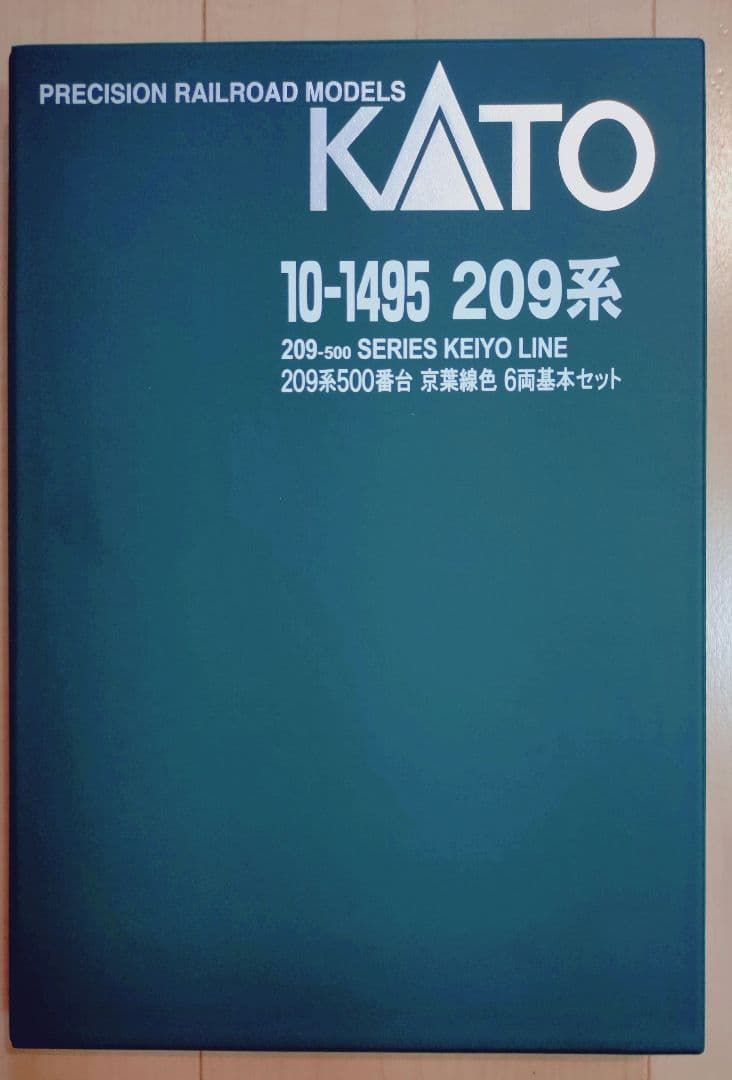 PRECISION RAILROAD MODELS
KATO
10-1495 209系
209-500 SERIES KEIYO LINE
209系500番台 京葉線色 6両基本セット